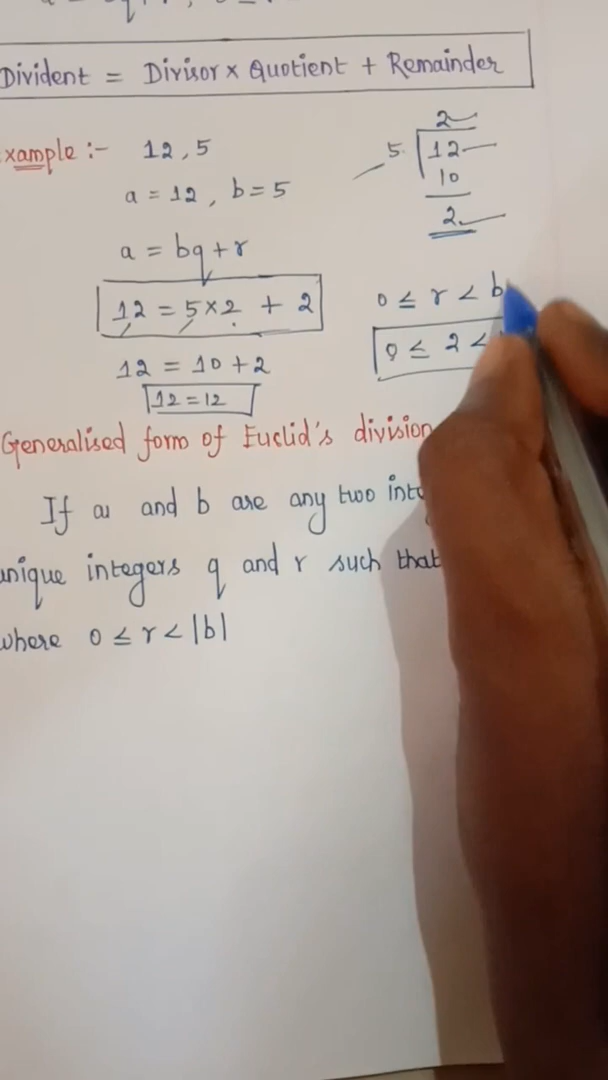 Divident = Divisor x Quotient + Remainder
xample :- 12, 5
a = 12, b = 5
a = bq + r
12 = 5 x 2 + 2
12 = 10 + 2
12 = 12
2
5 12
10
2
0 ≤ r < b
0 ≤ 2 <
Generalised form of Euclid's division
If a and b are any two
unique integers q and r such that
where 0 ≤ r < |b|